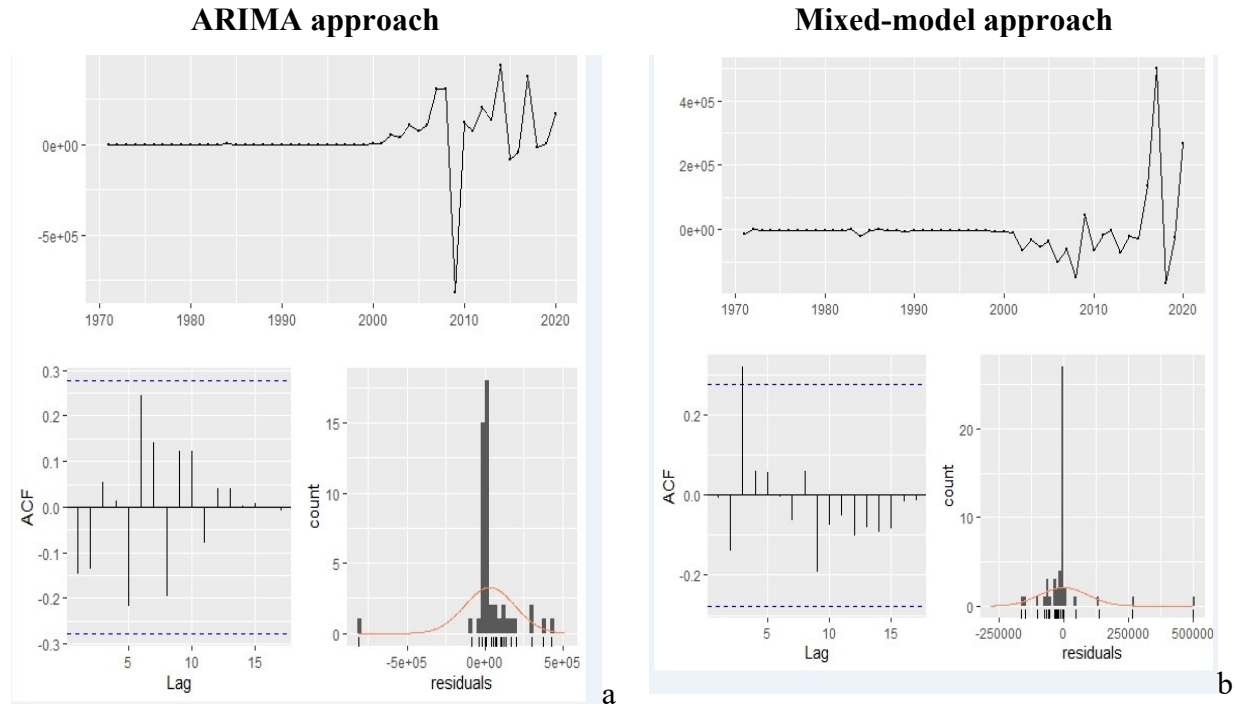 ARIMA approach
Mixed-model approach
0e+00
-5e+05
1970 1980 1990 2000 2010 2020
4e+05
2e+05
0e+00
1970 1980 1990 2000 2010 2020
0.3
0.2
0.1
0.0
-0.1
-0.2
-0.3
ACF
5 10 15
Lag
15
10
5
0
count
-5e+05 0e+00 5e+05
residuals
a
0.2
0.0
-0.2
ACF
5 10 15
Lag
20
10
0
count
-250000 0 250000 500000
residuals
b